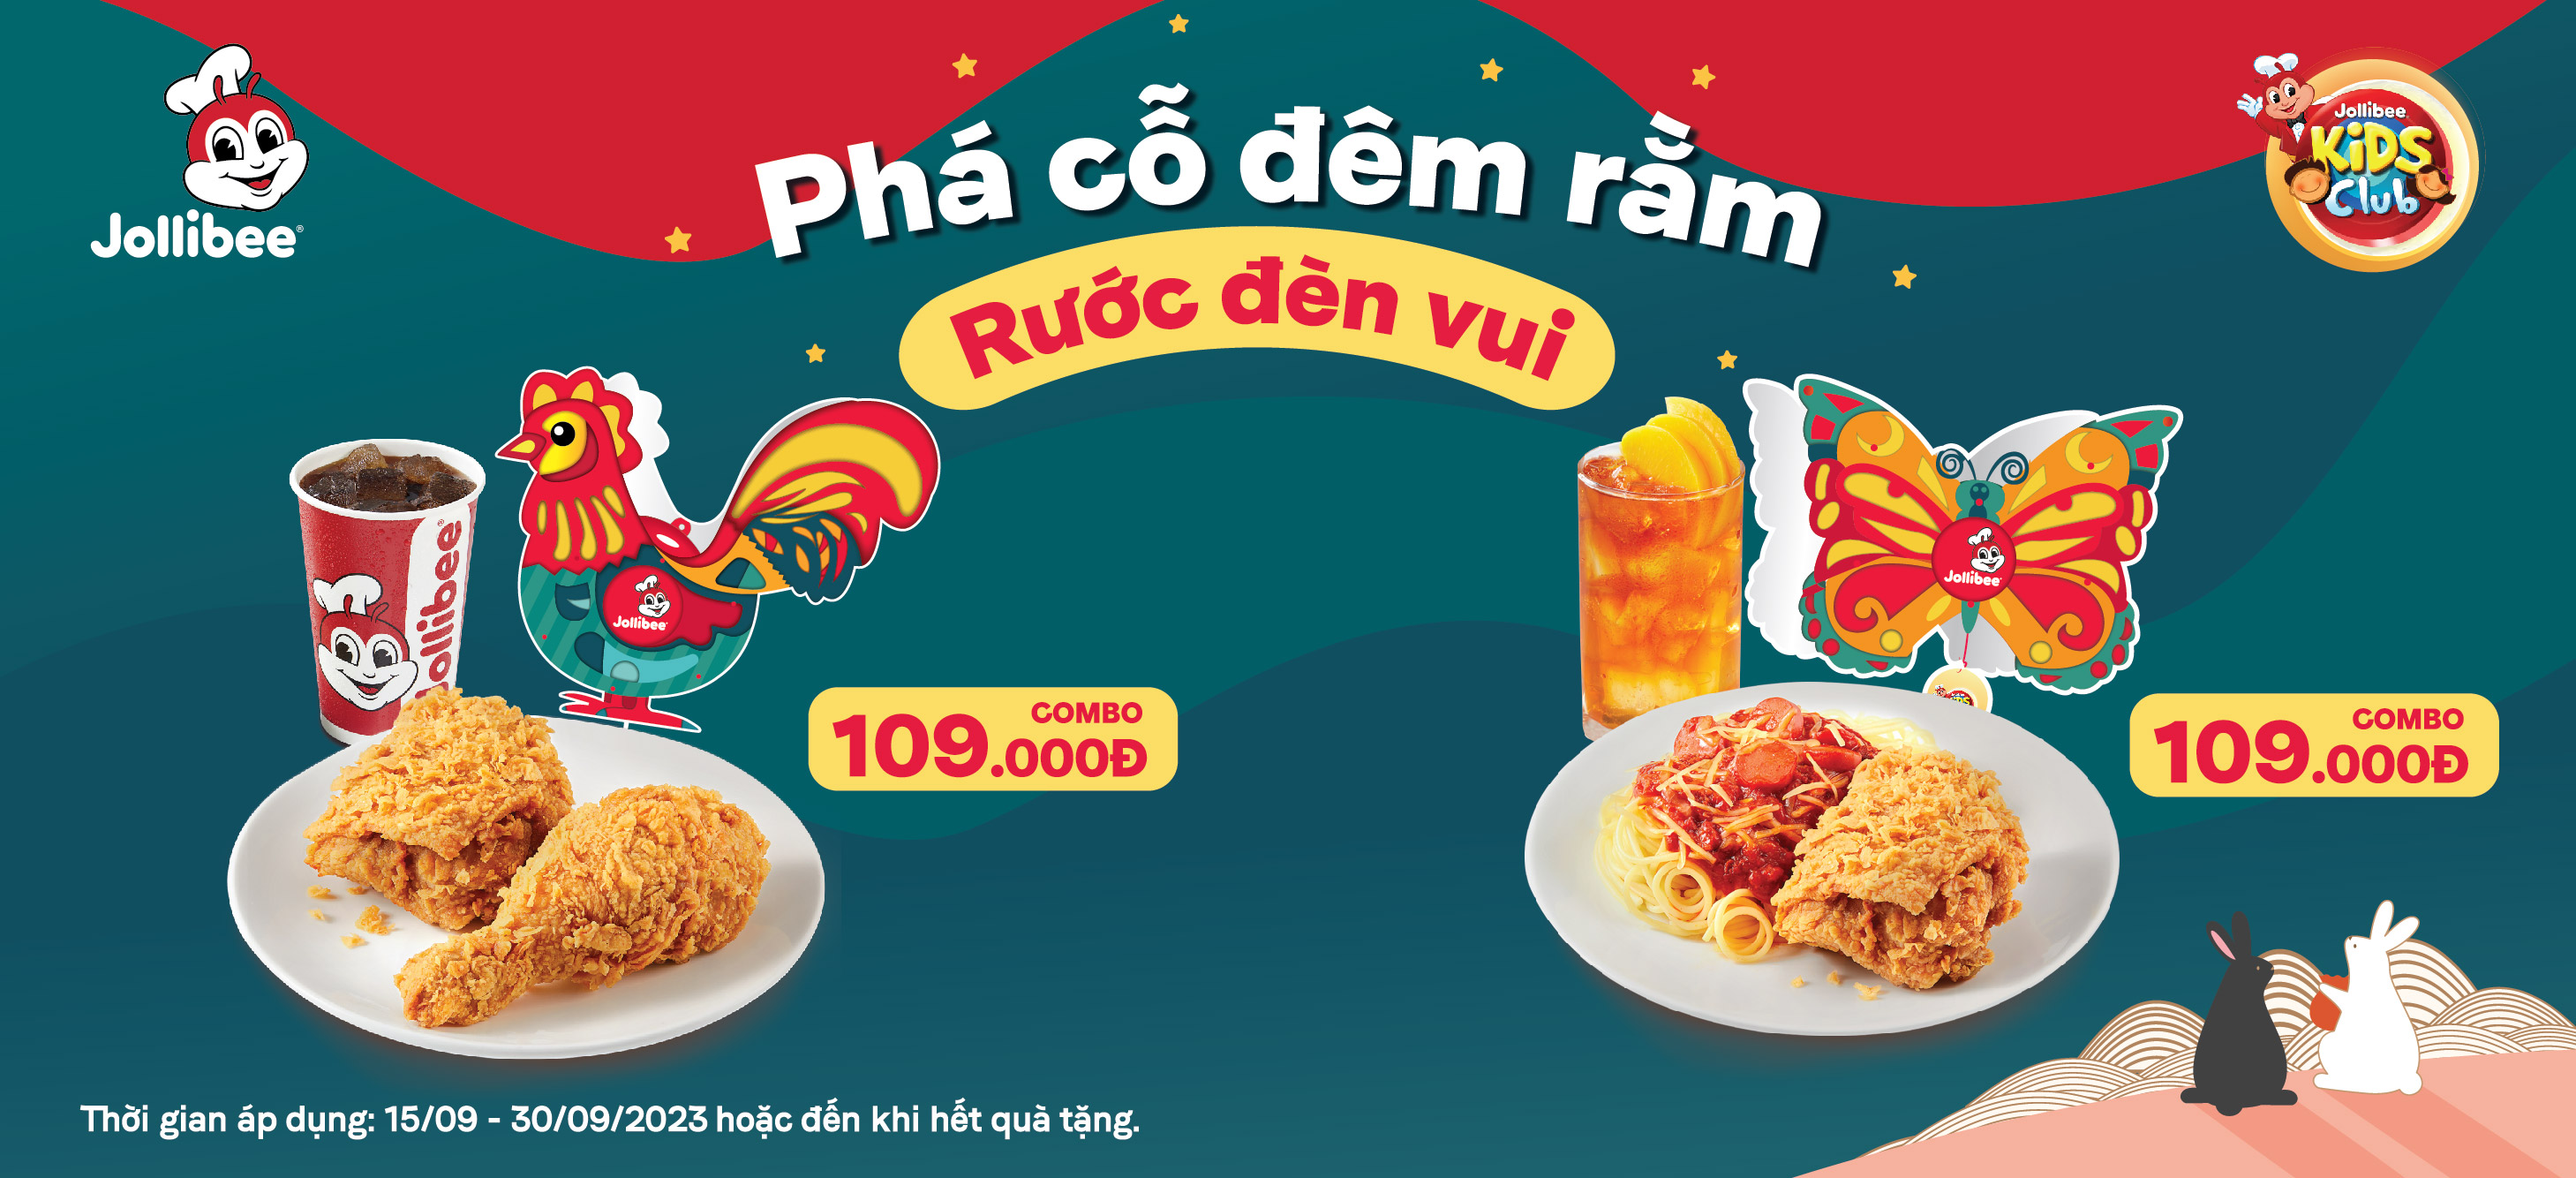 Jollibee®
Jollibee
KiDS
Club
Phá cỗ đêm rằm
Rước đèn vui
Jollibee®
Jollibee
Jollibee
COMBO
109.000Đ
COMBO
109.000Đ
Thời gian áp dụng: 15/09 - 30/09/2023 hoặc đến khi hết quà tặng.